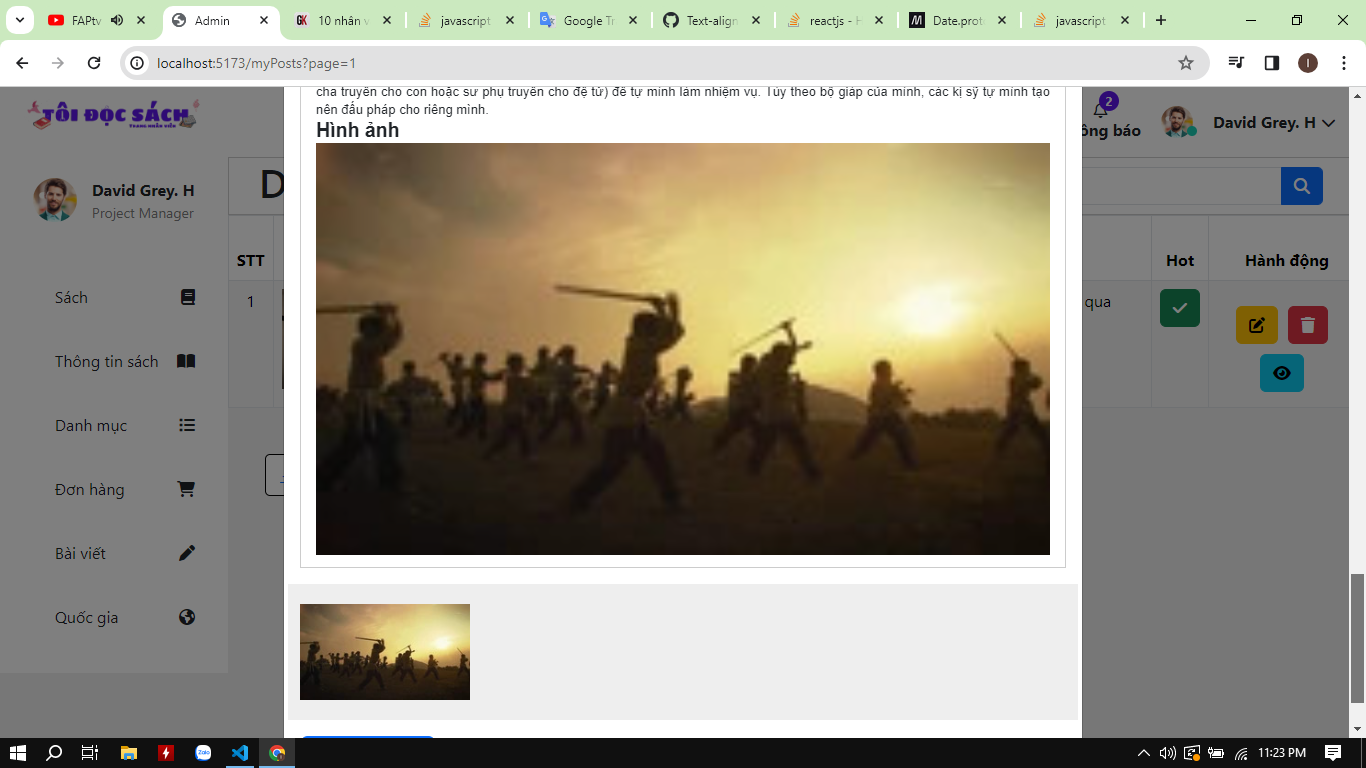 FAPtv
Admin
10 nhân v
javascript
Google Tr
Text-align
reactjs - H
Date.prot
javascript
localhost:5173/myPosts?page=1
TÔI ĐỌC SÁCH
TRANG NHÂN VIÊN
cha truyền cho con hoặc sư phụ truyền cho đệ tử) để tự mình làm nhiệm vụ. Tùy theo bộ giáp của mình, các kị sỹ tự mình tạo
nên đấu pháp cho riêng mình.
Hình ảnh
2
ông báo
David Grey. H
David Grey. H
Project Manager
D
STT
Hot
Hành động
1
qua
Sách
Thông tin sách
Danh mục
Đơn hàng
Bài viết
Quốc gia
Zalo
11:23 PM